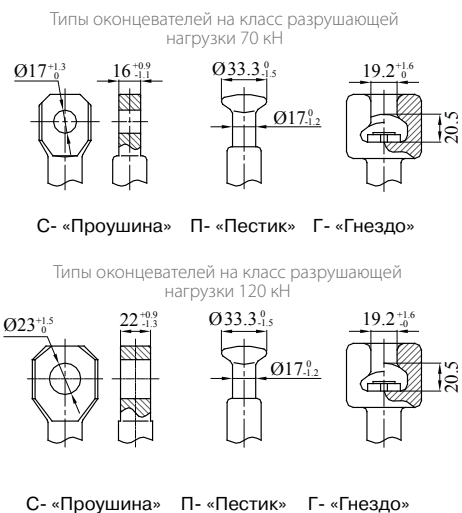 Типы оконцевателей на класс разрушающей
нагрузки 70 кН
Ø17 +1.3 0 16 +0.9 -1.1 Ø33.3 0 -1.5 19.2 +1.6 0
Ø17 0 -1.2
20.5
С- «Проушина» П- «Пестик» Г- «Гнездо»
Типы оконцевателей на класс разрушающей
нагрузки 120 кН
Ø23 +1.5 0 22 +0.9 -1.3 Ø33.3 0 -1.5 19.2 +1.6 -0
Ø17 0 -1.2
20.5
С- «Проушина» П- «Пестик» Г- «Гнездо»